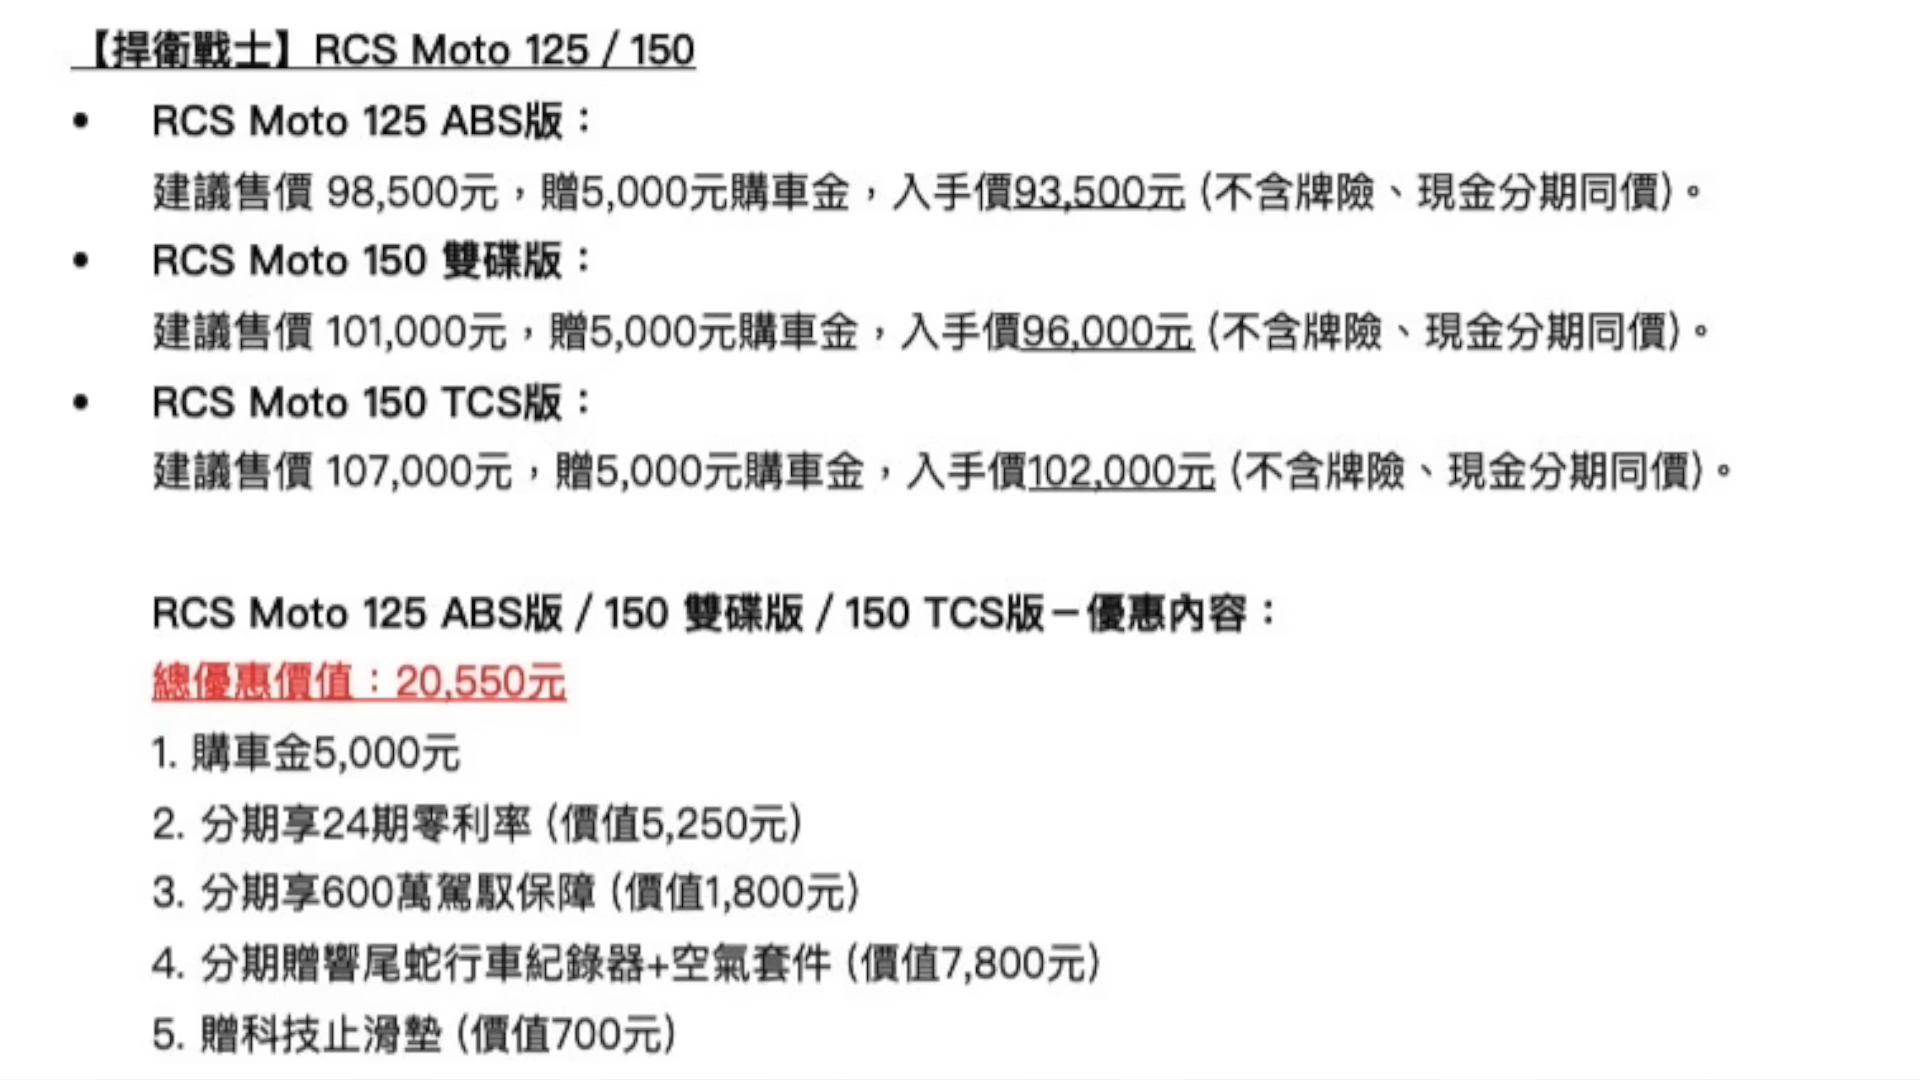 【捍衛戰士】RCS Moto 125 / 150
• RCS Moto 125 ABS版：
建議售價 98,500元，贈5,000元購車金，入手價93,500元 (不含牌險、現金分期同價)。
• RCS Moto 150 雙碟版：
建議售價 101,000元，贈5,000元購車金，入手價96,000元 (不含牌險、現金分期同價)。
• RCS Moto 150 TCS版：
建議售價 107,000元，贈5,000元購車金，入手價102,000元 (不含牌險、現金分期同價)。
RCS Moto 125 ABS版 / 150 雙碟版 / 150 TCS版－優惠內容：
總優惠價值：20,550元
1. 購車金5,000元
2. 分期享24期零利率 (價值5,250元)
3. 分期享600萬駕馭保障 (價值1,800元)
4. 分期贈響尾蛇行車紀錄器+空氣套件 (價值7,800元)
5. 贈科技止滑墊 (價值700元)